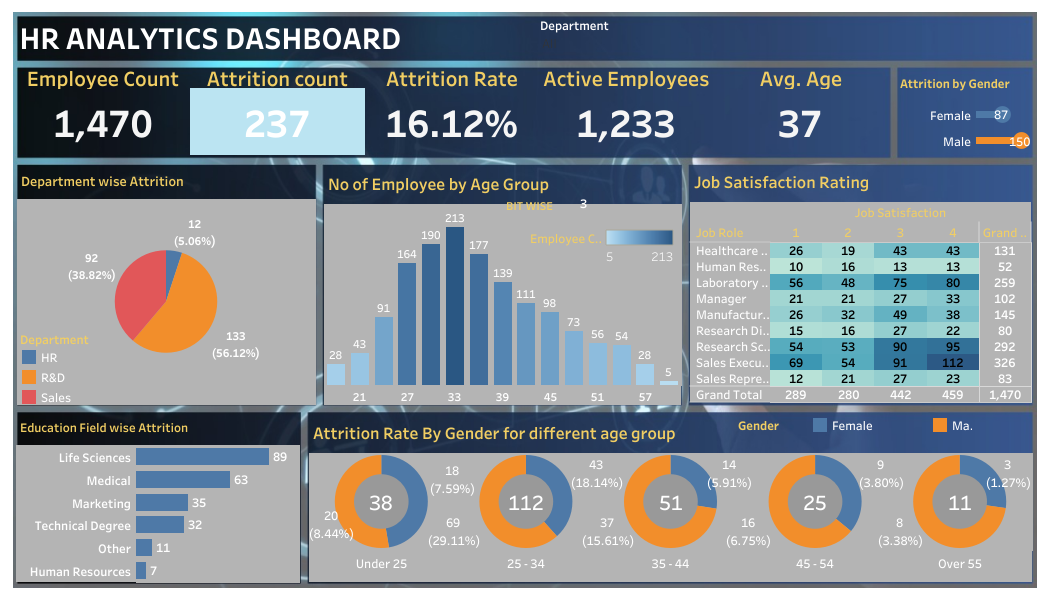 Department
HR ANALYTICS DASHBOARD
Employee Count Attrition count Attrition Rate Active Employees Avg. Age
1,470 237 16.12% 1,233 37
Attrition by Gender
Female 87
Male 150
Department wise Attrition
12
(5.06%)
92
(38.82%)
133
(56.12%)
Department
HR
R&D
Sales
No of Employee by Age Group
BIT WISE 3
Employee C..
5 213
28 43 91 164 190 213 177 139 111 98 73 56 54 28 5
21 27 33 39 45 51 57
Job Satisfaction Rating
Job Satisfaction
Job Role 1 2 3 4 Grand ..
Healthcare .. 26 19 43 43 131
Human Res.. 10 16 13 13 52
Laboratory .. 56 48 75 80 259
Manager 21 21 27 33 102
Manufactur.. 26 32 49 38 145
Research Di.. 15 16 27 22 80
Research Sc.. 54 53 90 95 292
Sales Execu.. 69 54 91 112 326
Sales Repre.. 12 21 27 23 83
Grand Total 289 280 442 459 1,470
Education Field wise Attrition
Life Sciences 89
Medical 63
Marketing 35
Technical Degree 32
Other 11
Human Resources 7
Attrition Rate By Gender for different age group
Gender Female Ma.
18
(7.59%)
38
20
(8.44%)
Under 25
43
(18.14%)
112
69
(29.11%)
25 - 34
14
(5.91%)
51
37
(15.61%)
35 - 44
9
(3.80%)
25
16
(6.75%)
45 - 54
3
(1.27%)
11
8
(3.38%)
Over 55